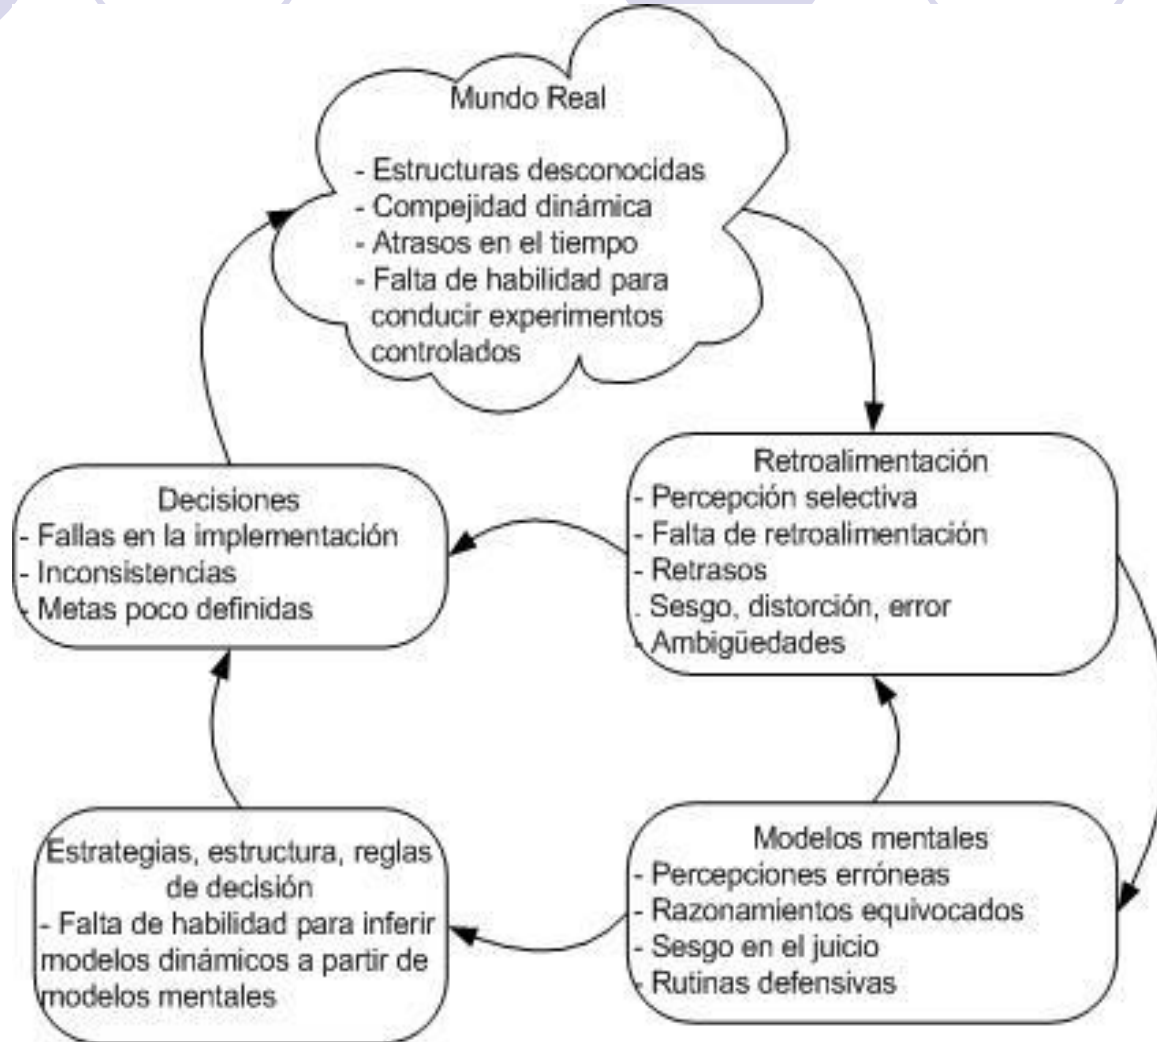 Mundo Real
- Estructuras desconocidas
- Compejidad dinámica
- Atrasos en el tiempo
- Falta de habilidad para
conducir experimentos
controlados
Retroalimentación
- Percepción selectiva
- Falta de retroalimentación
- Retrasos
. Sesgo, distorción, error
- Ambigüedades
Decisiones
- Fallas en la implementación
- Inconsistencias
- Metas poco definidas
Estrategias, estructura, reglas
de decisión
- Falta de habilidad para inferir
modelos dinámicos a partir de
modelos mentales
Modelos mentales
- Percepciones erróneas
- Razonamientos equivocados
- Sesgo en el juicio
- Rutinas defensivas